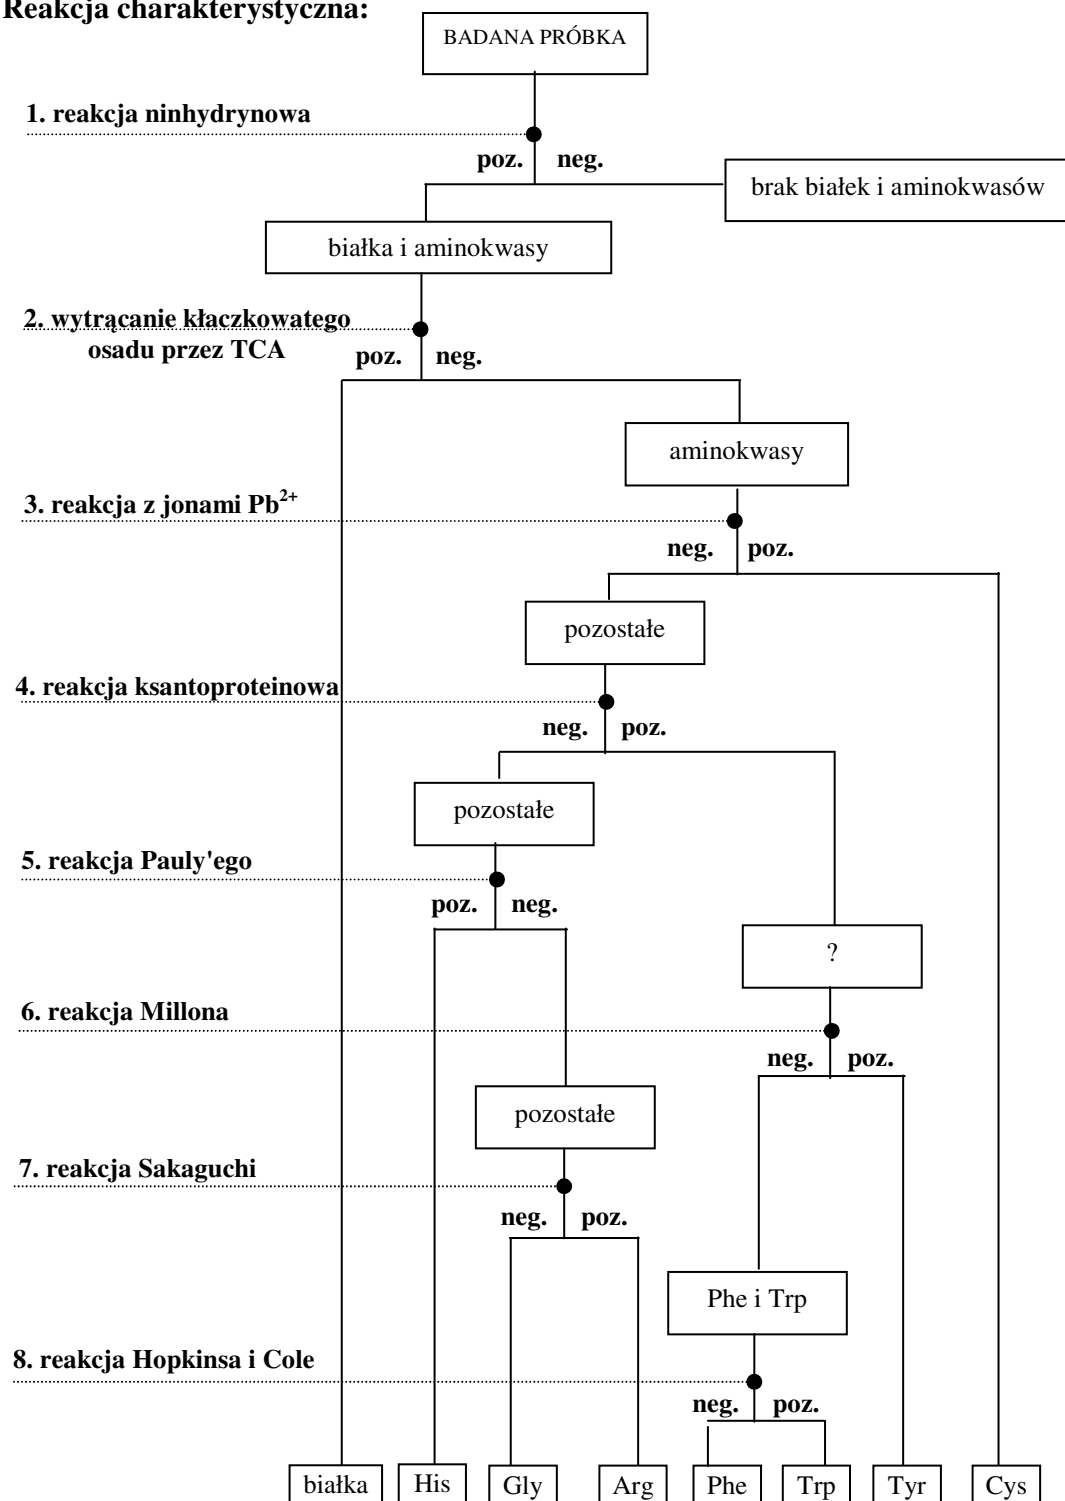 Reakcja charakterystyczna:
BADANA PRÓBKA
1. reakcja ninhydrynowa
poz. neg.
brak białek i aminokwasów
białka i aminokwasy
2. wytrącanie kłaczkowatego
osadu przez TCA
poz. neg.
aminokwasy
3. reakcja z jonami Pb2+
neg. poz.
pozostałe
4. reakcja ksantoproteinowa
neg. poz.
pozostałe
5. reakcja Pauly'ego
poz. neg.
?
6. reakcja Millona
neg. poz.
pozostałe
7. reakcja Sakaguchi
neg. poz.
Phe i Trp
8. reakcja Hopkinsa i Cole
neg. poz.
białka His Gly Arg Phe Trp Tyr Cys